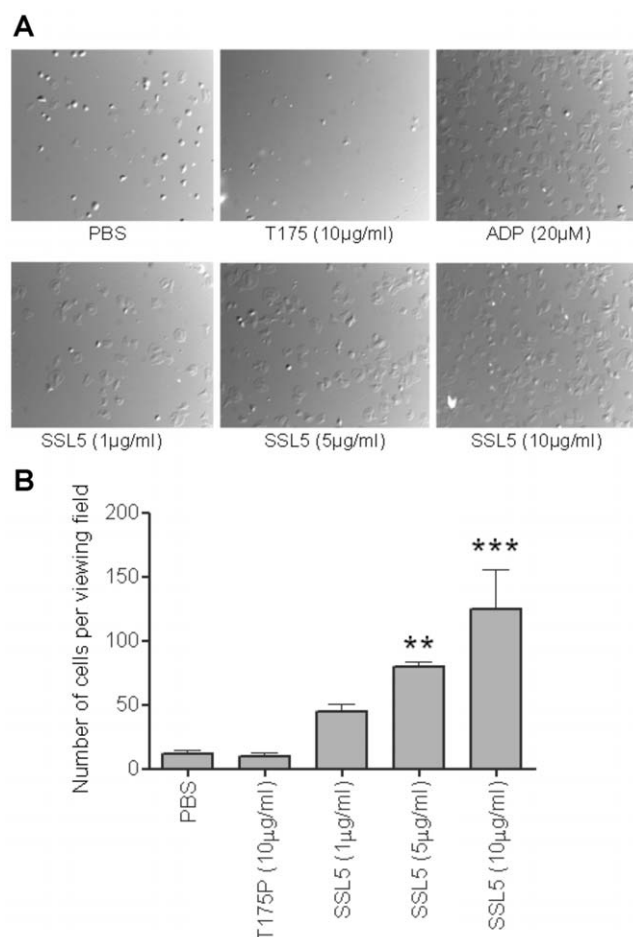 A
PBS
T175 (10µg/ml)
ADP (20µM)
SSL5 (1µg/ml)
SSL5 (5µg/ml)
SSL5 (10µg/ml)
B
Number of cells per viewing field
200
150
100
50
0
**
***
PBS
T175P (10µg/ml)
SSL5 (1µg/ml)
SSL5 (5µg/ml)
SSL5 (10µg/ml)